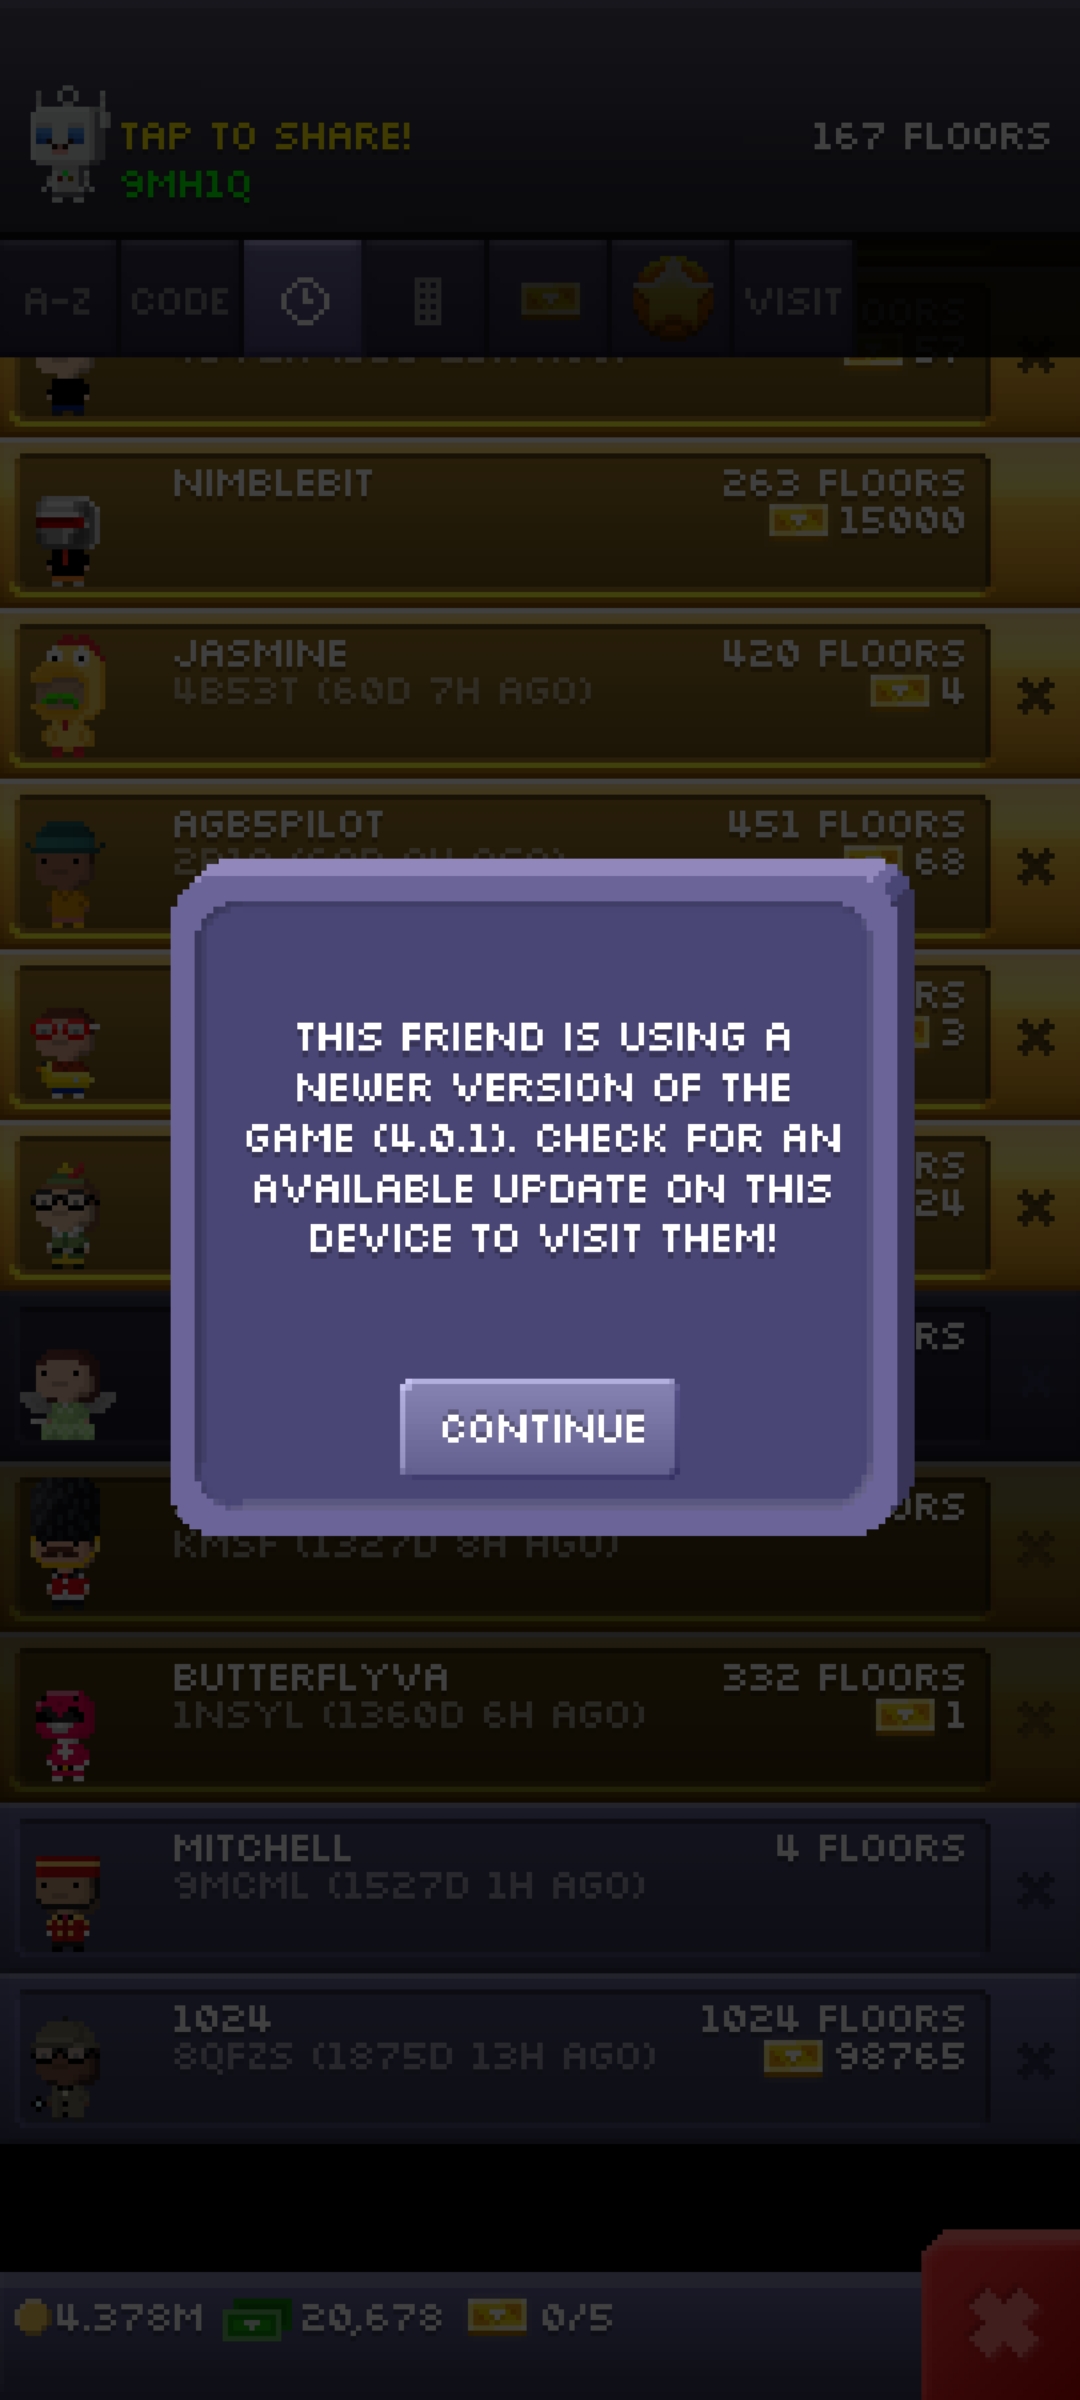 TAP TO SHARE!
167 FLOORS
9MH1Q
A-Z
CODE
VISIT
OORS
57
NIMBLEBIT
263 FLOORS
15000
JASMINE
420 FLOORS
4B53T (60D 7H AGO)
4
AGB5PILOT
451 FLOORS
68
RS
3
THIS FRIEND IS USING A
NEWER VERSION OF THE
GAME (4.0.1). CHECK FOR AN
AVAILABLE UPDATE ON THIS
DEVICE TO VISIT THEM!
RS
24
RS
CONTINUE
ORS
KMSF (1327D 8H AGO)
BUTTERFLYVA
332 FLOORS
1NSYL (1360D 6H AGO)
1
MITCHELL
4 FLOORS
9MCML (1527D 1H AGO)
1024
1024 FLOORS
8QFZS (1875D 13H AGO)
98765
4.378M
20,678
0/5